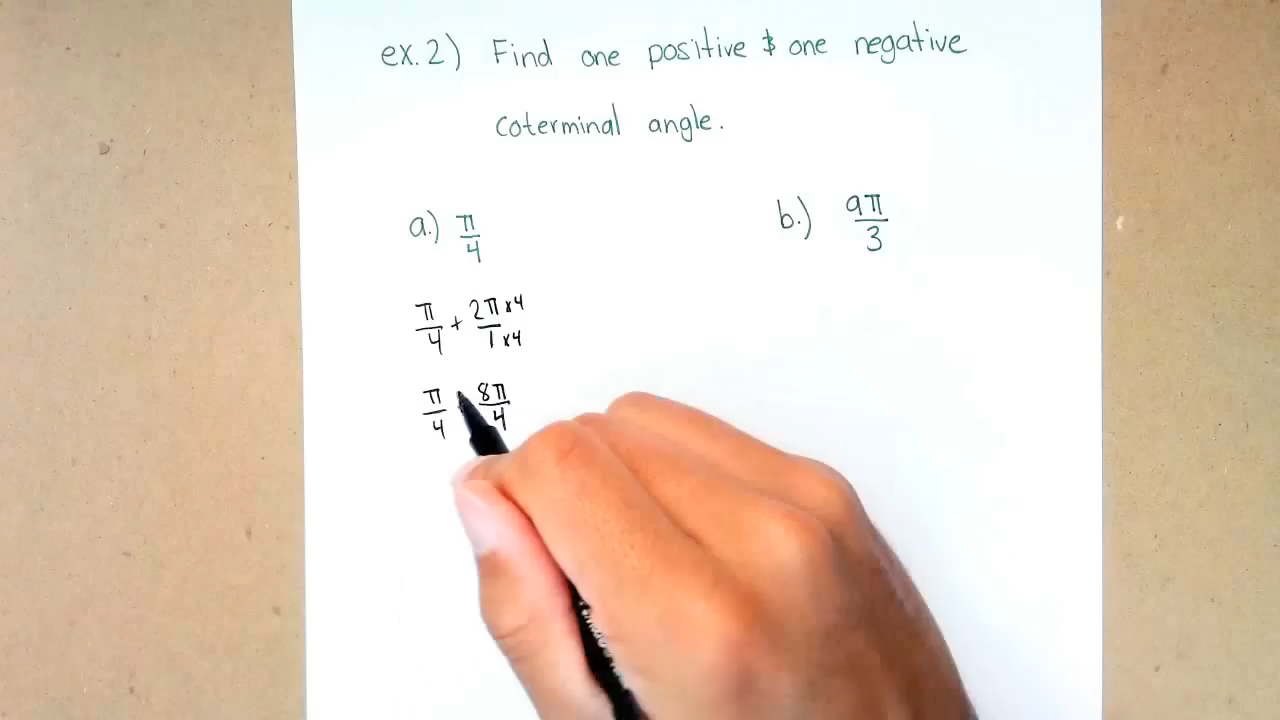 ex. 2) Find one positive & one negative
coterminal angle.
a.) π/4
b.) 9π/3
π/4 + 2π×4/1×4
π/4 8π/4